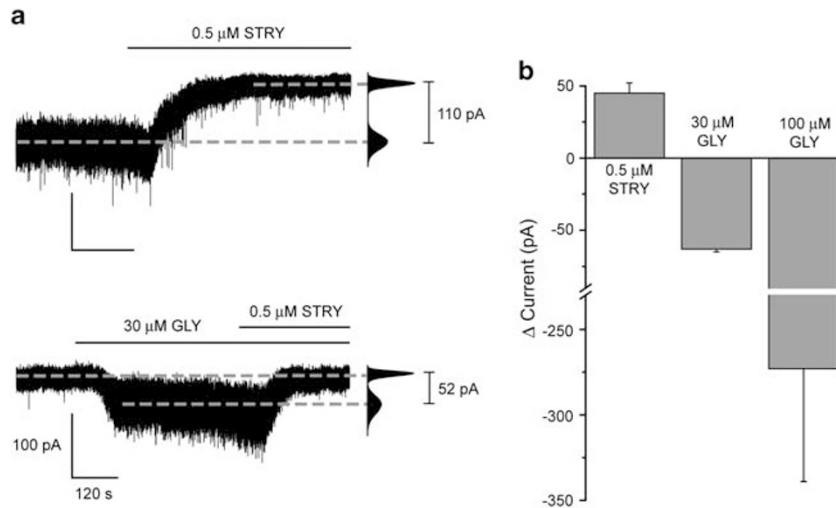 a
0.5 µM STRY
110 pA
30 µM GLY
0.5 µM STRY
52 pA
100 pA
120 s
b
50
0
-50
-250
-300
-350
Δ Current (pA)
0.5 µM
STRY
30 µM
GLY
100 µM
GLY